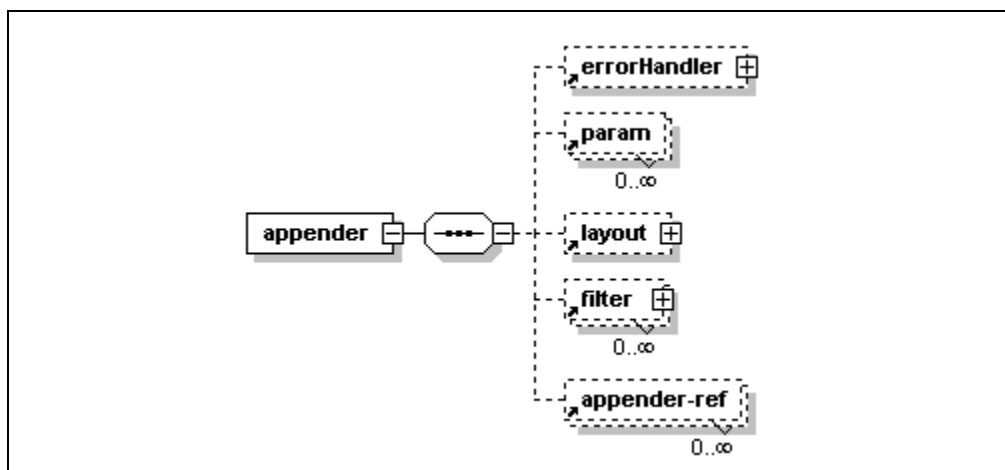 errorHandler
param
0..∞
appender
layout
filter
0..∞
appender-ref
0..∞